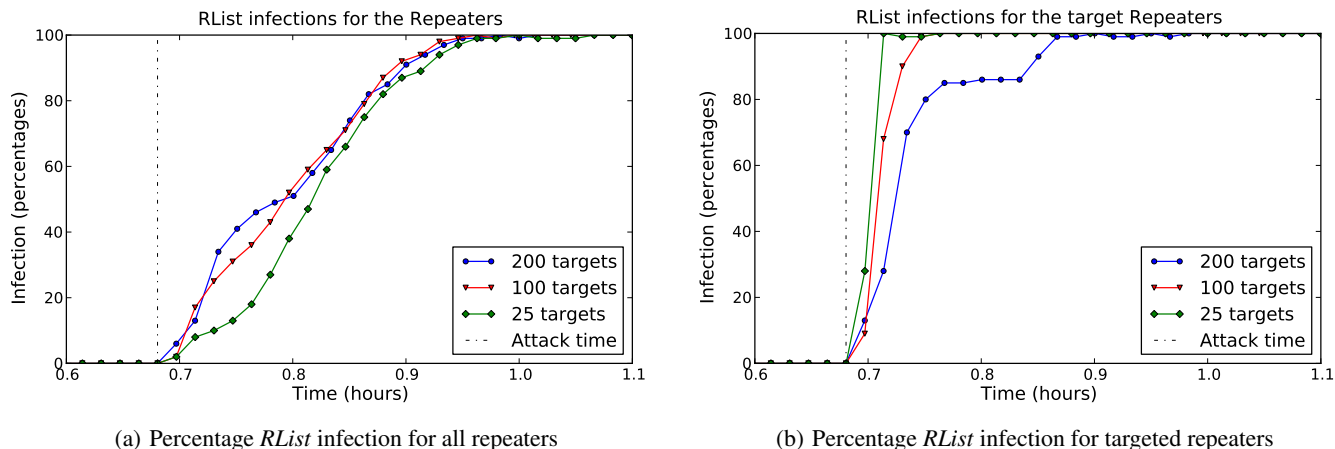 RList infections for the Repeaters
Infection (percentages)
100
80
60
40
20
0
0.6 0.7 0.8 0.9 1.0 1.1
Time (hours)
200 targets
100 targets
25 targets
Attack time
(a) Percentage RList infection for all repeaters
RList infections for the target Repeaters
Infection (percentages)
100
80
60
40
20
0
0.6 0.7 0.8 0.9 1.0 1.1
Time (hours)
200 targets
100 targets
25 targets
Attack time
(b) Percentage RList infection for targeted repeaters